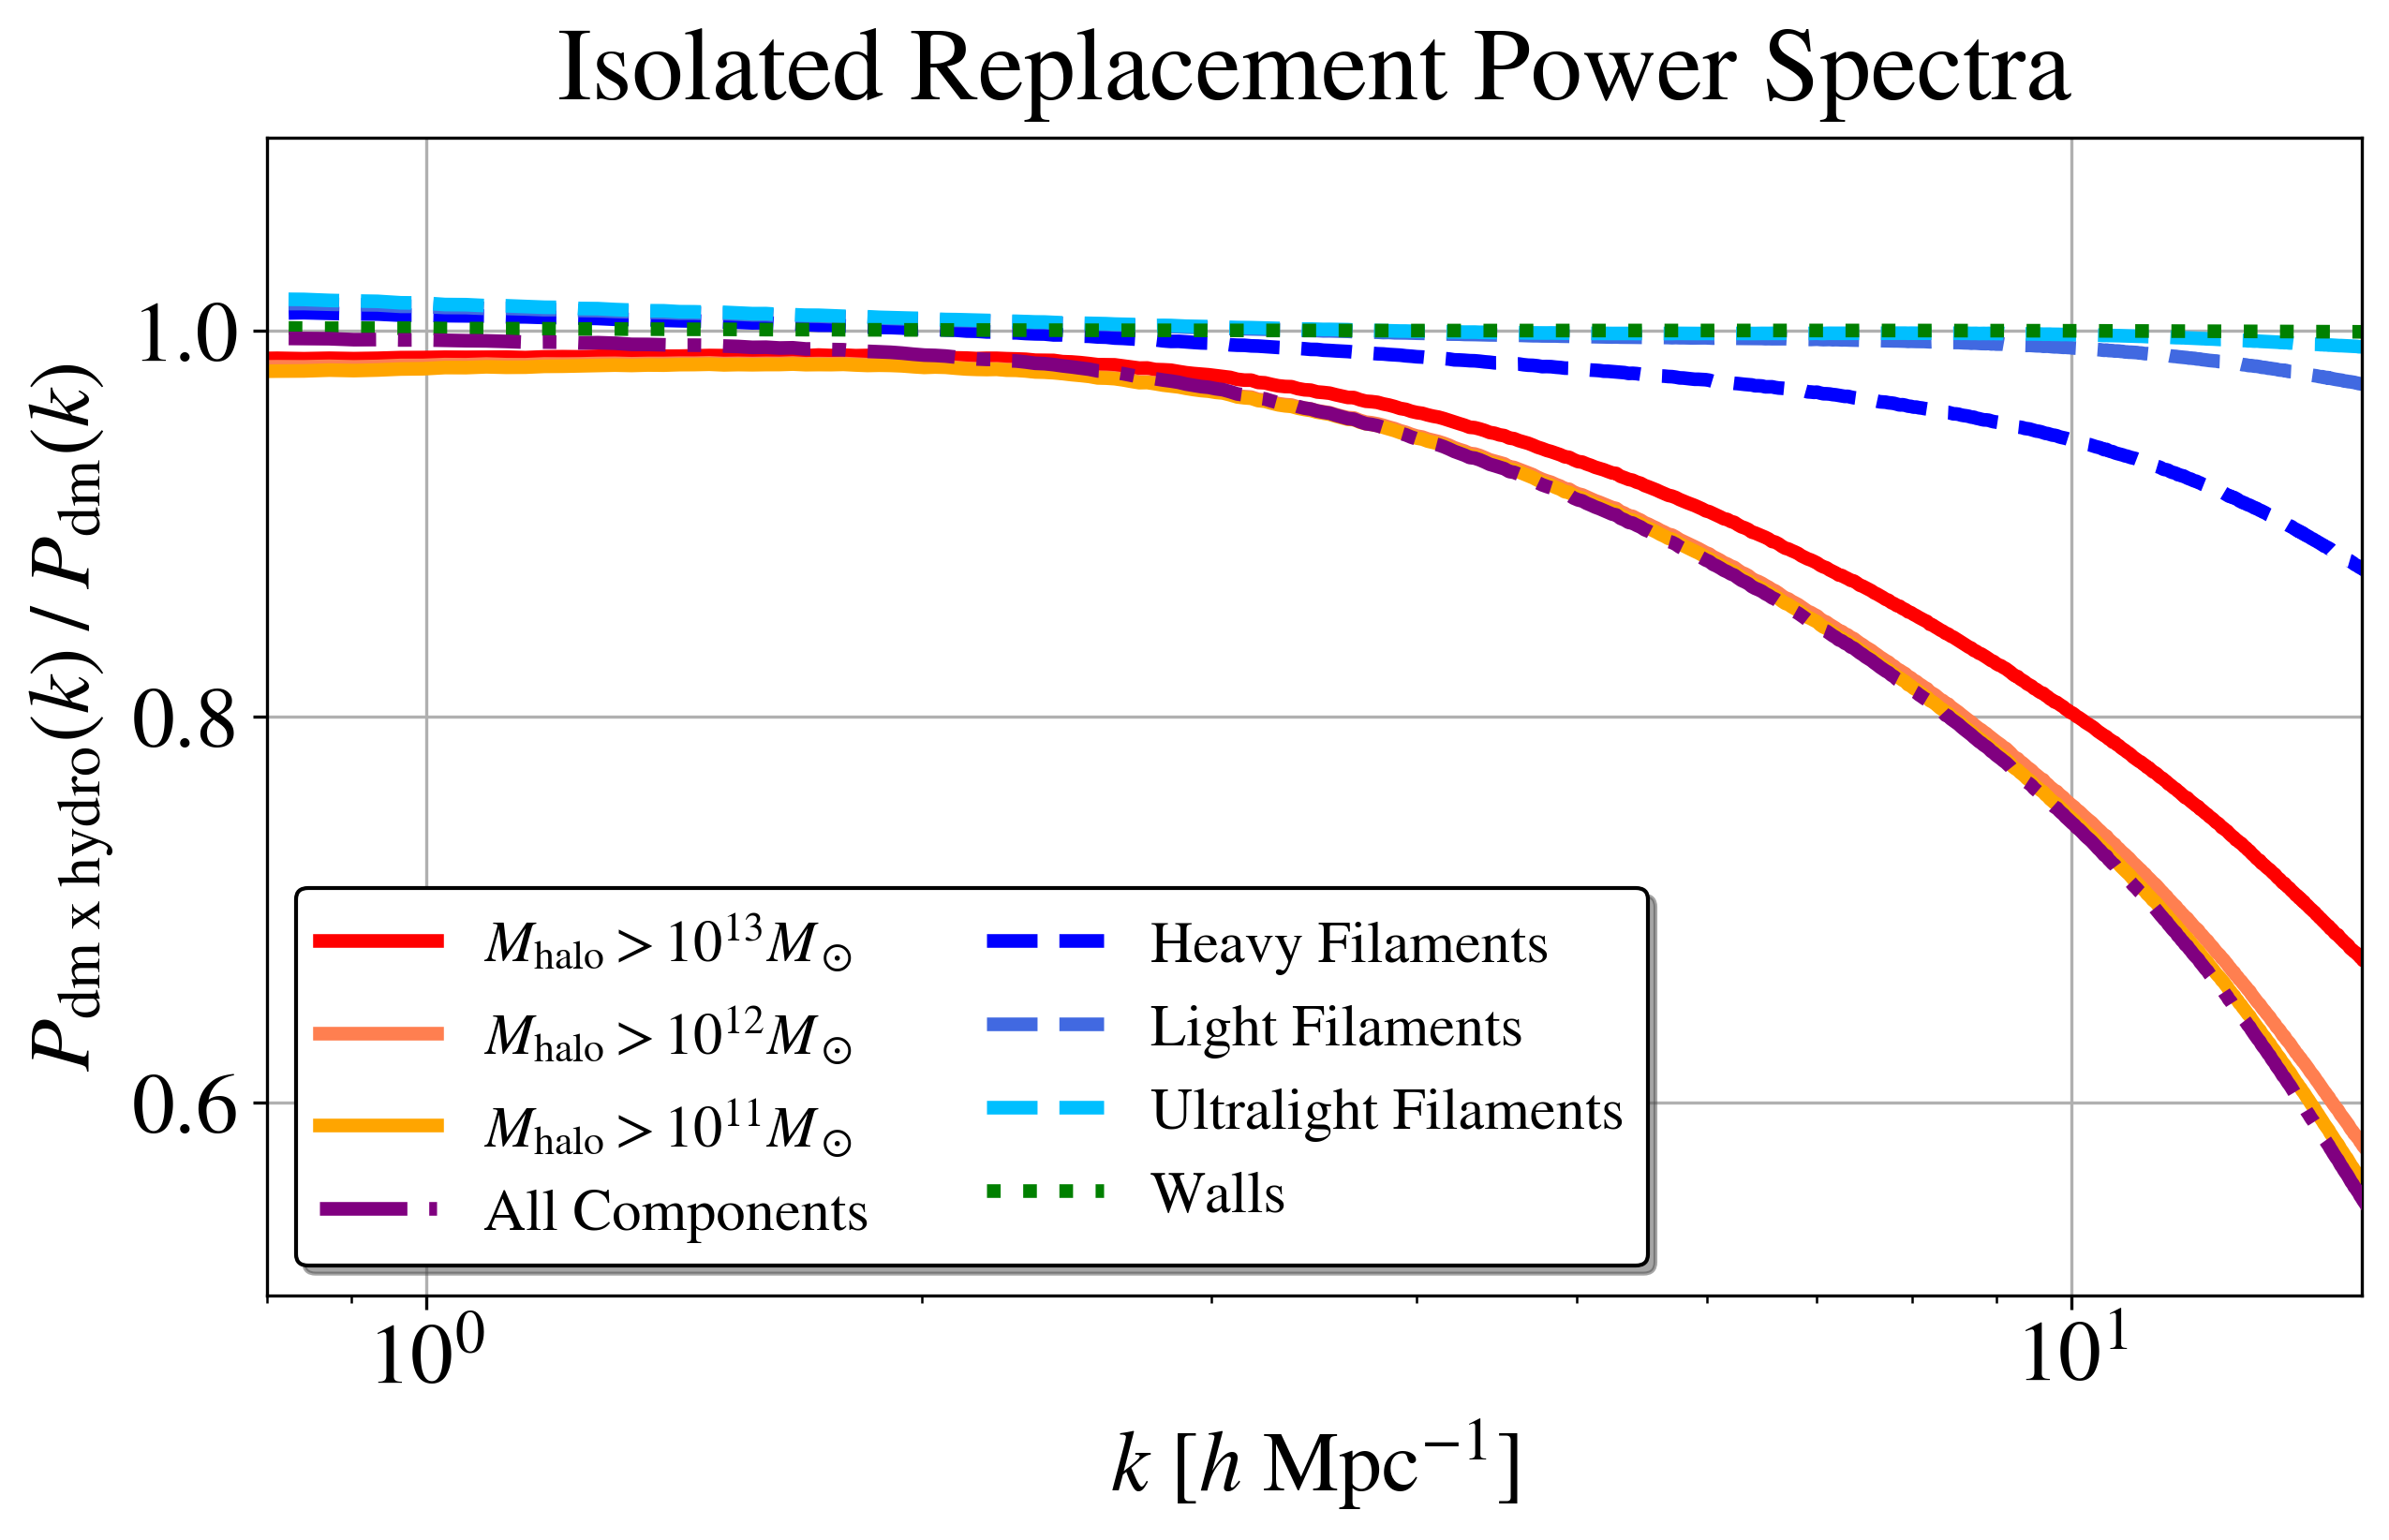 Isolated Replacement Power Spectra
P_dm x hydro(k) / P_dm(k)
1.0
0.8
0.6
M_halo > 10^13 M_⊙
M_halo > 10^12 M_⊙
M_halo > 10^11 M_⊙
All Components
Heavy Filaments
Light Filaments
Ultralight Filaments
Walls
10^0
10^1
k [h Mpc^−1]